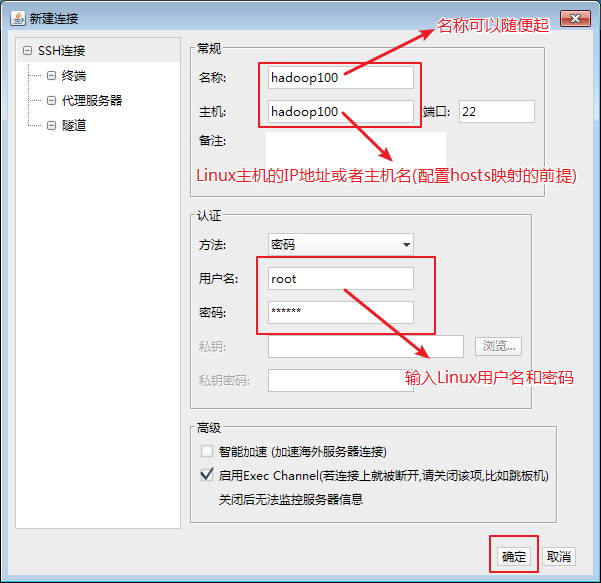 新建连接
名称可以随便起
SSH连接
终端
代理服务器
隧道
常规
名称: hadoop100
主机: hadoop100 端口: 22
备注:
Linux主机的IP地址或者主机名(配置hosts映射的前提)
认证
方法: 密码
用户名: root
密码: ******
私钥: 浏览...
输入Linux用户名和密码
私钥密码:
高级
智能加速 (加速海外服务器连接)
启用Exec Channel(若连接上就被断开,请关闭该项,比如跳板机)
关闭后无法监控服务器信息
确定 取消